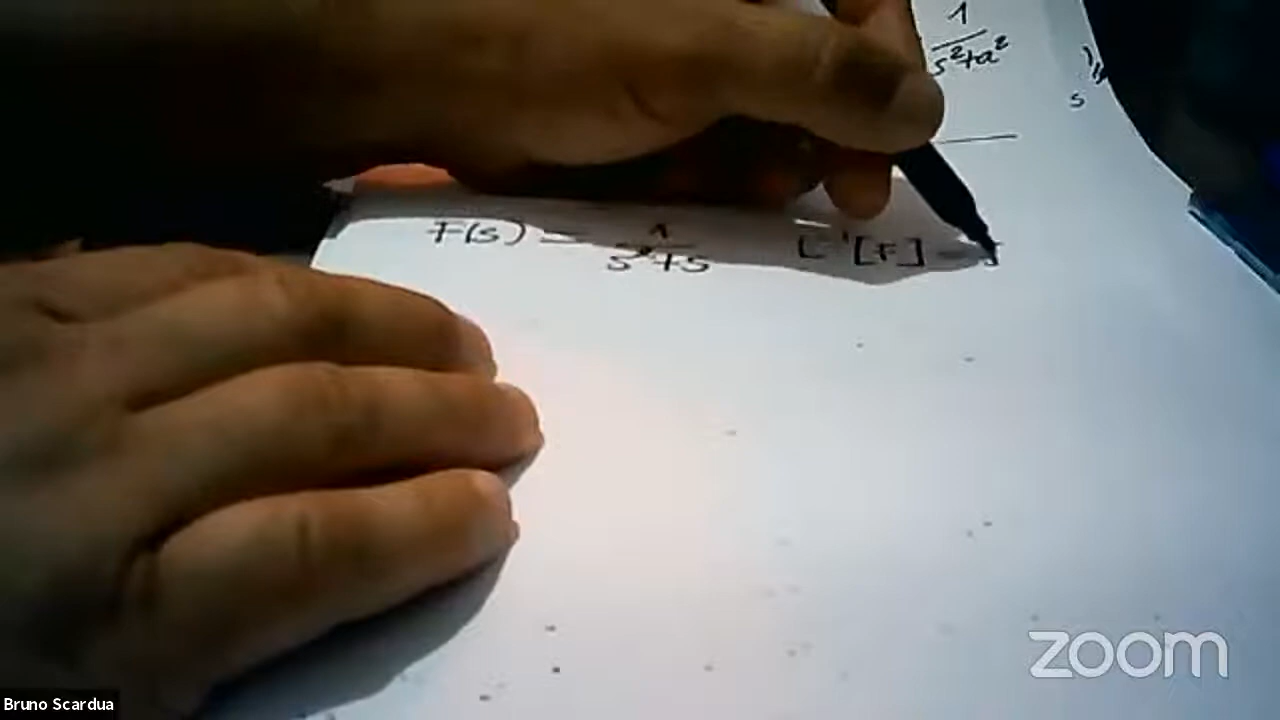 1
s²+a²
s
F(s) = 1
s²+s
L⁻¹[F] =
zoom
Bruno Scardua